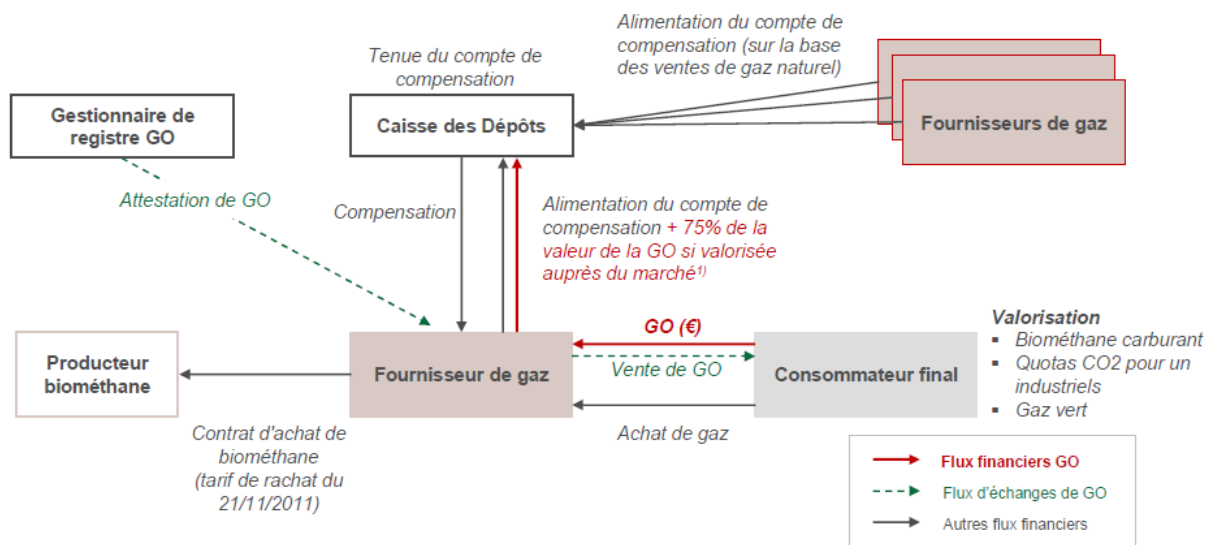 Alimentation du compte de
compensation (sur la base
des ventes de gaz naturel)
Tenue du compte de
compensation
Gestionnaire de
registre GO
Caisse des Dépôts
Fournisseurs de gaz
Attestation de GO
Compensation
Alimentation du compte de
compensation + 75% de la
valeur de la GO si valorisée
auprès du marché¹⁾
Producteur
biométhane
Fournisseur de gaz
GO (€)
Vente de GO
Consommateur final
Valorisation
▪ Biométhane carburant
▪ Quotas CO2 pour un
industriels
▪ Gaz vert
Contrat d'achat de
biométhane
(tarif de rachat du
21/11/2011)
Achat de gaz
Flux financiers GO
Flux d'échanges de GO
Autres flux financiers